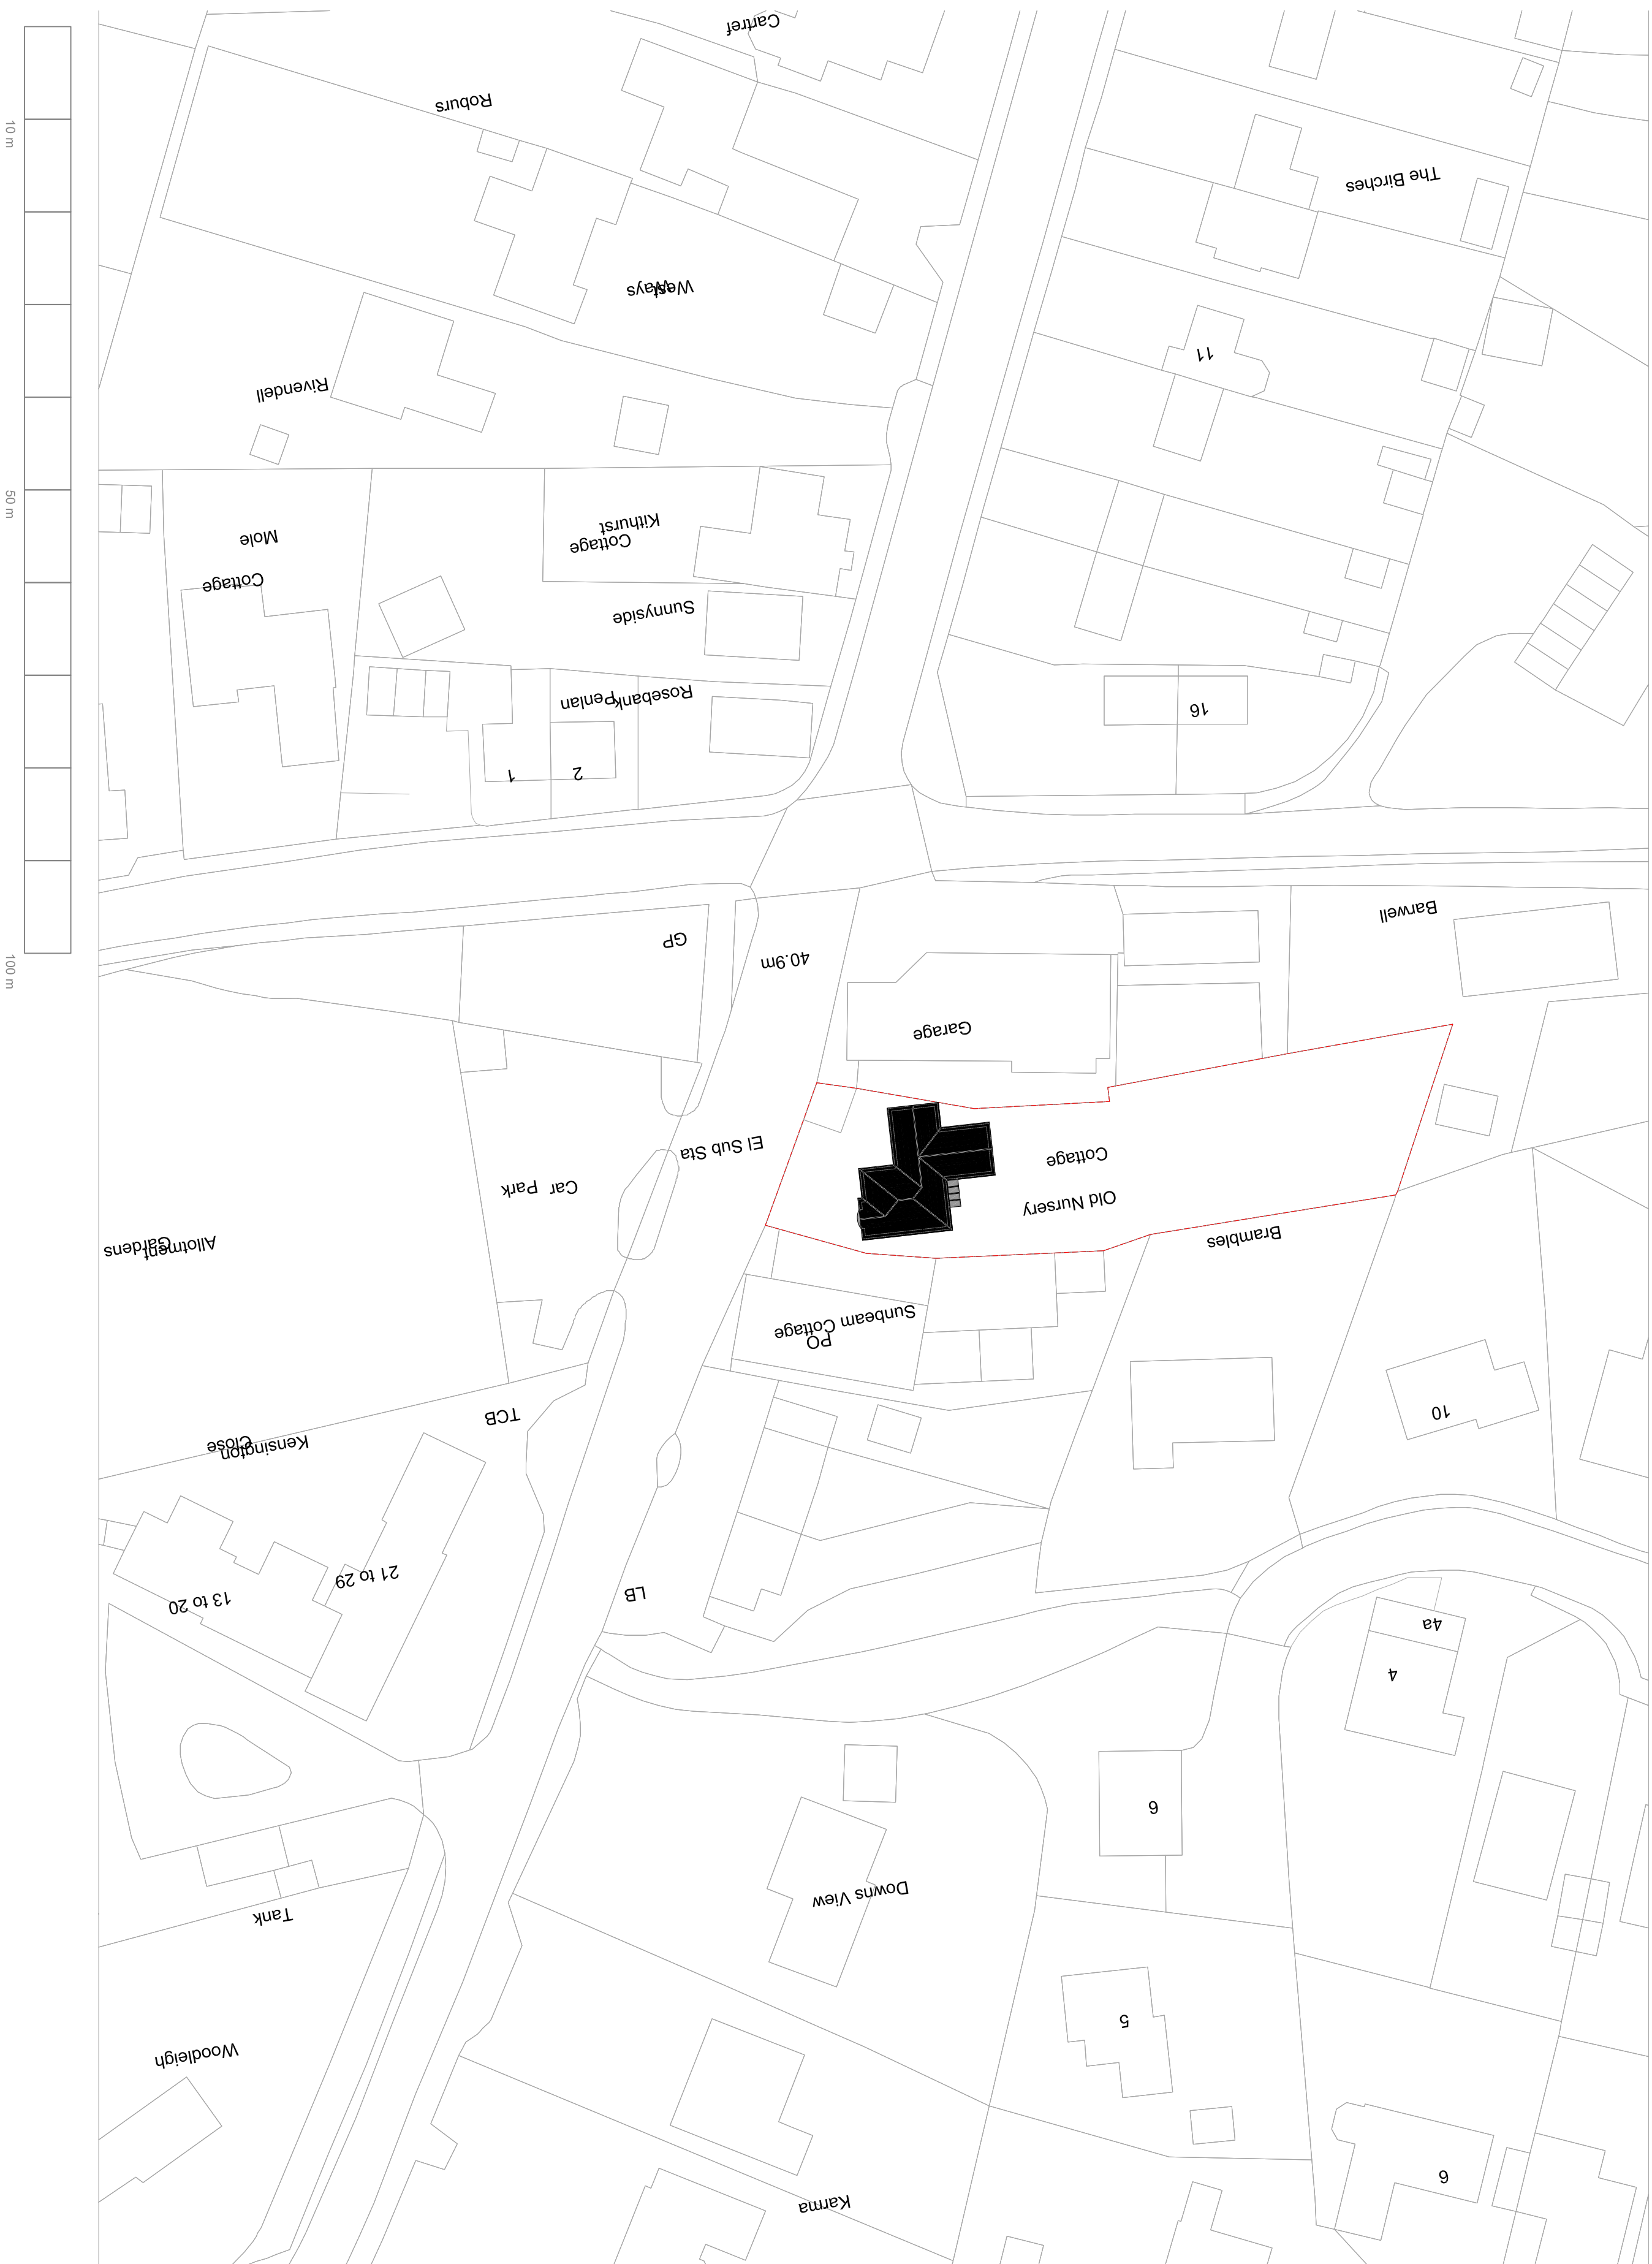 Karma
6
Woodleigh
5
Tank
Downs View
6
4
4a
13 to 20
21 to 29
LB
Kensington
Close
TCB
10
PO
Sunbeam Cottage
Allotment
Gardens
Brambles
Old Nursery
Cottage
Car Park
El Sub Sta
Garage
40.9m
GP
Barwell
1
2
16
Rosebank
Penlan
Sunnyside
Cottage
Mole
Cottage
Kithurst
Rivendell
11
West
Ways
The Birches
Roburs
Cartref
10 m
50 m
100 m